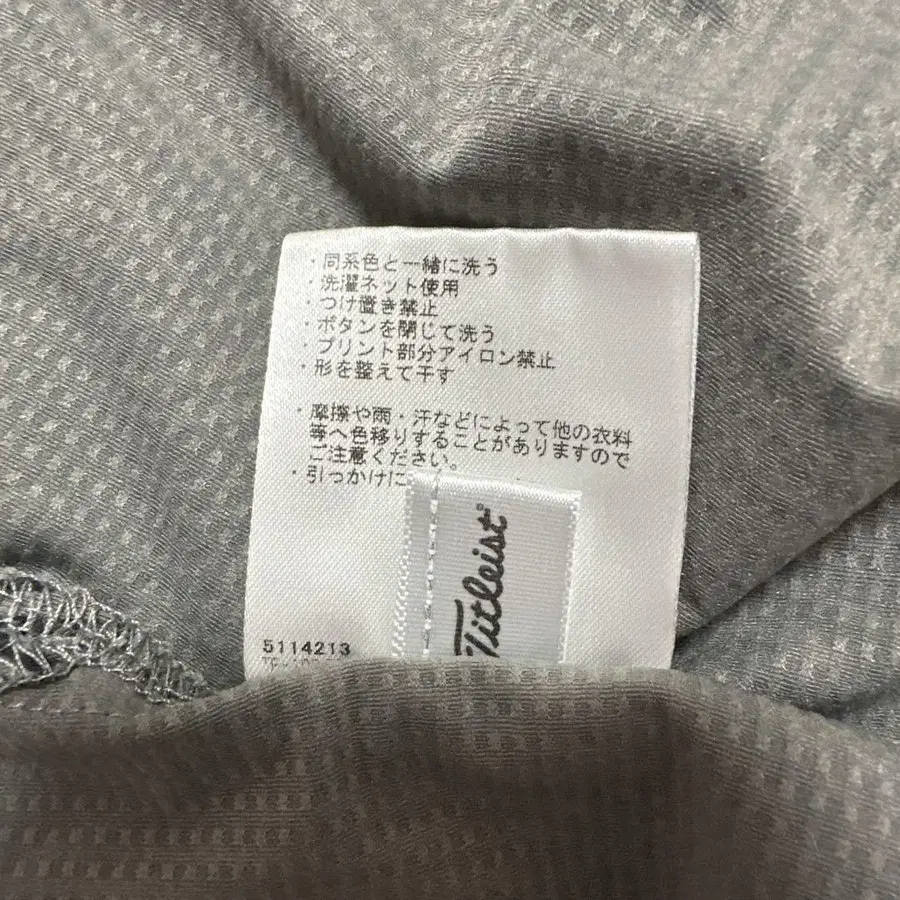 ・同系色と一緒に洗う
・洗濯ネット使用
・つけ置き禁止
・ボタンを閉じて洗う
・プリント部分アイロン禁止
・形を整えて干す
・摩擦や雨・汗などによって他の衣料
等へ色移りすることがありますので
ご注意ください。
・引っかけに
Titleist
5114213